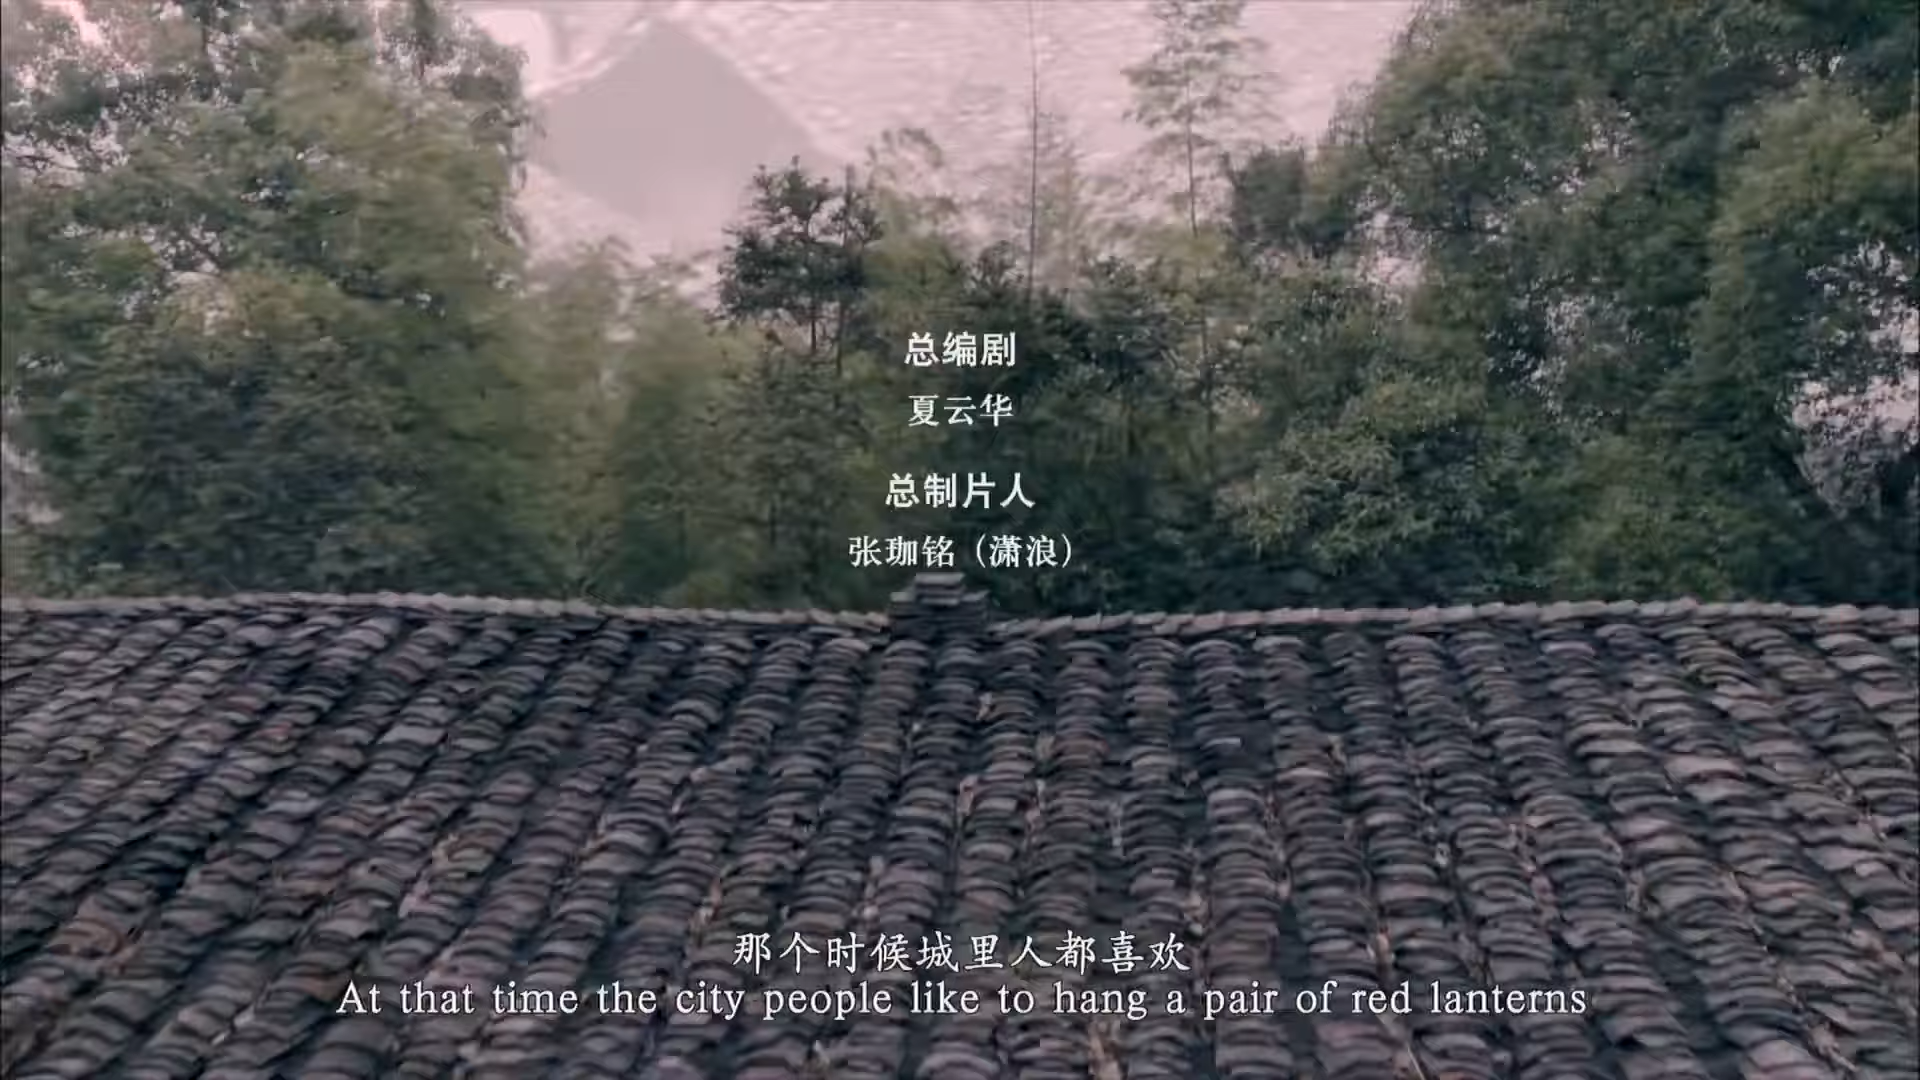 总编剧
夏云华
总制片人
张珈铭（潇浪）
那个时候城里人都喜欢
At that time the city people like to hang a pair of red lanterns